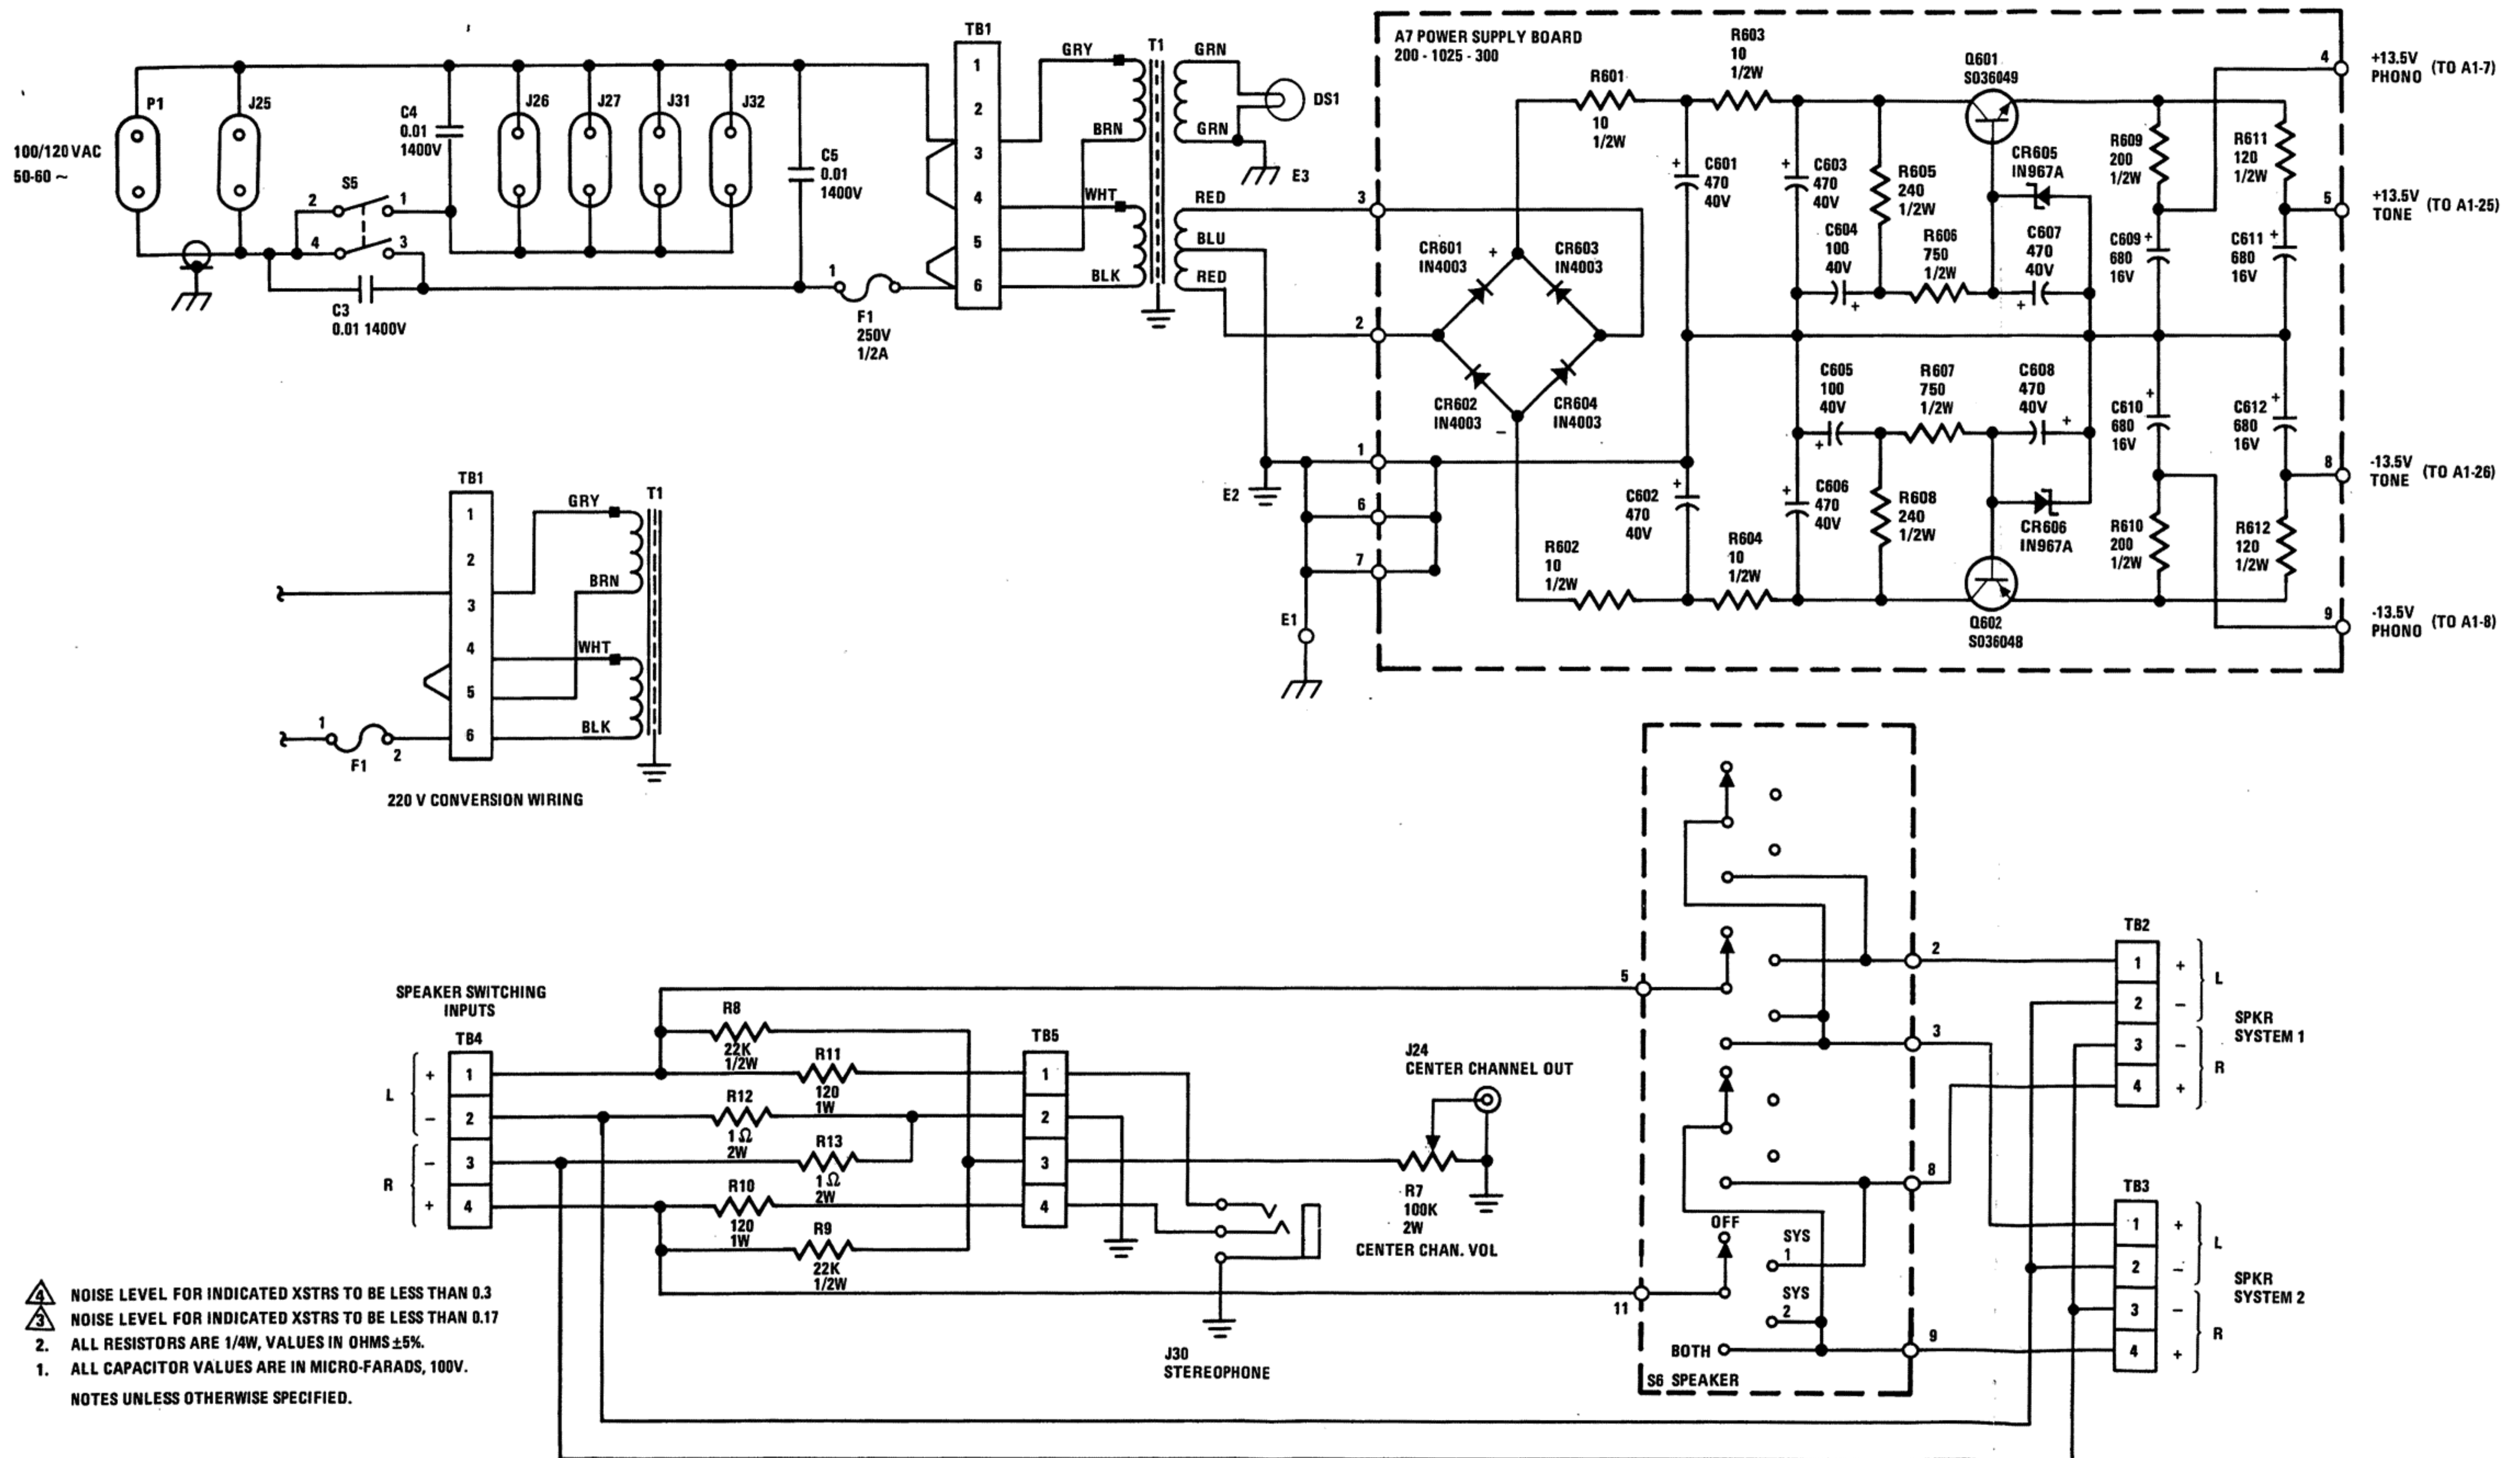 100/120 VAC
50-60 ~
P1
J25
S5
2
1
4
3
C3
0.01 1400V
C4
0.01
1400V
J26
J27
J31
J32
C5
0.01
1400V
1
F1
250V
1/2A
TB1
1
2
3
4
5
6
GRY
BRN
WHT
BLK
T1
GRN
GRN
DS1
E3
RED
BLU
RED
3
2
1
6
7
E2
E1
A7 POWER SUPPLY BOARD
200 - 1025 - 300
R601
10
1/2W
R603
10
1/2W
CR601
IN4003
+
CR603
IN4003
CR602
IN4003
–
CR604
IN4003
+
C601
470
40V
+
C603
470
40V
R605
240
1/2W
C604
100
40V
+
R606
750
1/2W
Q601
SO36049
CR605
IN967A
C607
470
40V
+
R609
200
1/2W
R611
120
1/2W
C609
680
16V
+
C611
680
16V
+
C605
100
40V
+
R607
750
1/2W
C608
470
40V
+
C610
680
16V
+
C612
680
16V
+
C602
470
40V
+
C606
470
40V
+
R608
240
1/2W
CR606
IN967A
R610
200
1/2W
R612
120
1/2W
R602
10
1/2W
R604
10
1/2W
Q602
SO36048
4
+13.5V
PHONO (TO A1-7)
5
+13.5V
TONE (TO A1-25)
8
-13.5V
TONE (TO A1-26)
9
-13.5V
PHONO (TO A1-8)
TB1
1
2
3
4
5
6
GRY
BRN
WHT
BLK
T1
1
F1
2
220 V CONVERSION WIRING
SPEAKER SWITCHING
INPUTS
TB4
L
+
1
–
2
R
–
3
+
4
R8
22K
1/2W
R11
120
1W
R12
1 Ω
2W
R13
1 Ω
2W
R10
120
1W
R9
22K
1/2W
TB5
1
2
3
4
J24
CENTER CHANNEL OUT
R7
100K
2W
CENTER CHAN. VOL
J30
STEREOPHONE
5
11
OFF
SYS
1
SYS
2
BOTH
S6 SPEAKER
2
3
8
9
TB2
1 +
2 –
L
3 –
4 +
R
SPKR
SYSTEM 1
TB3
1 +
2 –
L
3 –
4 +
R
SPKR
SYSTEM 2
4 NOISE LEVEL FOR INDICATED XSTRS TO BE LESS THAN 0.3
3 NOISE LEVEL FOR INDICATED XSTRS TO BE LESS THAN 0.17
2. ALL RESISTORS ARE 1/4W, VALUES IN OHMS ±5%.
1. ALL CAPACITOR VALUES ARE IN MICRO-FARADS, 100V.
NOTES UNLESS OTHERWISE SPECIFIED.